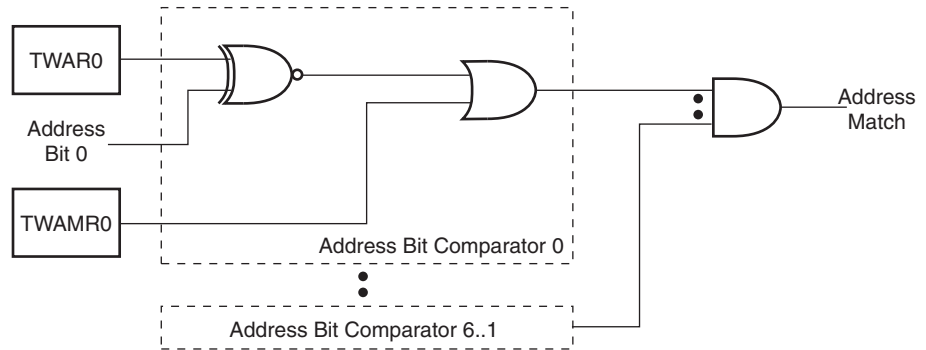 TWAR0
Address
Bit 0
TWAMR0
Address Bit Comparator 0
Address Bit Comparator 6..1
Address
Match